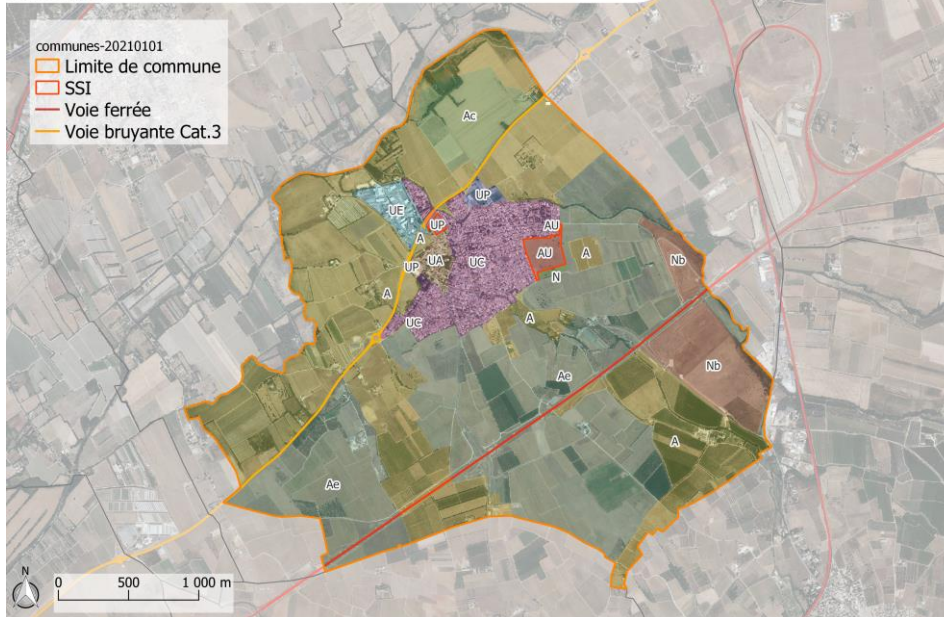 communes-20210101
Limite de commune
SSI
Voie ferrée
Voie bruyante Cat.3
Ac
UP
UE
UP
AU
A
AU
A
UA
UC
Nb
UP
N
A
A
UC
Ae
Nb
A
Ae
N
0 500 1 000 m